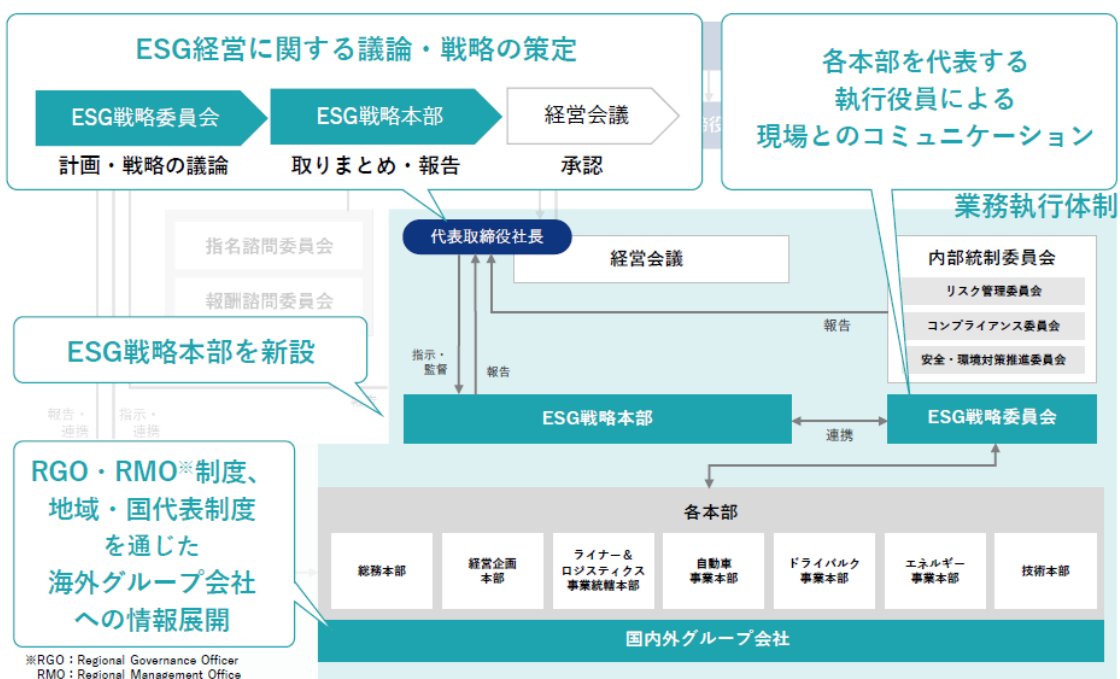 ESG経営に関する議論・戦略の策定
ESG戦略委員会
ESG戦略本部
経営会議
計画・戦略の議論
取りまとめ・報告
承認
各本部を代表する
執行役員による
現場とのコミュニケーション
業務執行体制
指名諮問委員会
報酬諮問委員会
代表取締役社長
経営会議
内部統制委員会
リスク管理委員会
コンプライアンス委員会
安全・環境対策推進委員会
報告
ESG戦略本部を新設
指示・
監督
報告
報告・
連携
指示・
連携
ESG戦略本部
連携
ESG戦略委員会
RGO・RMO※制度、
地域・国代表制度
を通じた
海外グループ会社
への情報展開
各本部
総務本部
経営企画
本部
ライナー＆
ロジスティクス
事業統轄本部
自動車
事業本部
ドライバルク
事業本部
エネルギー
事業本部
技術本部
国内外グループ会社
※RGO：Regional Governance Officer
RMO：Regional Management Office